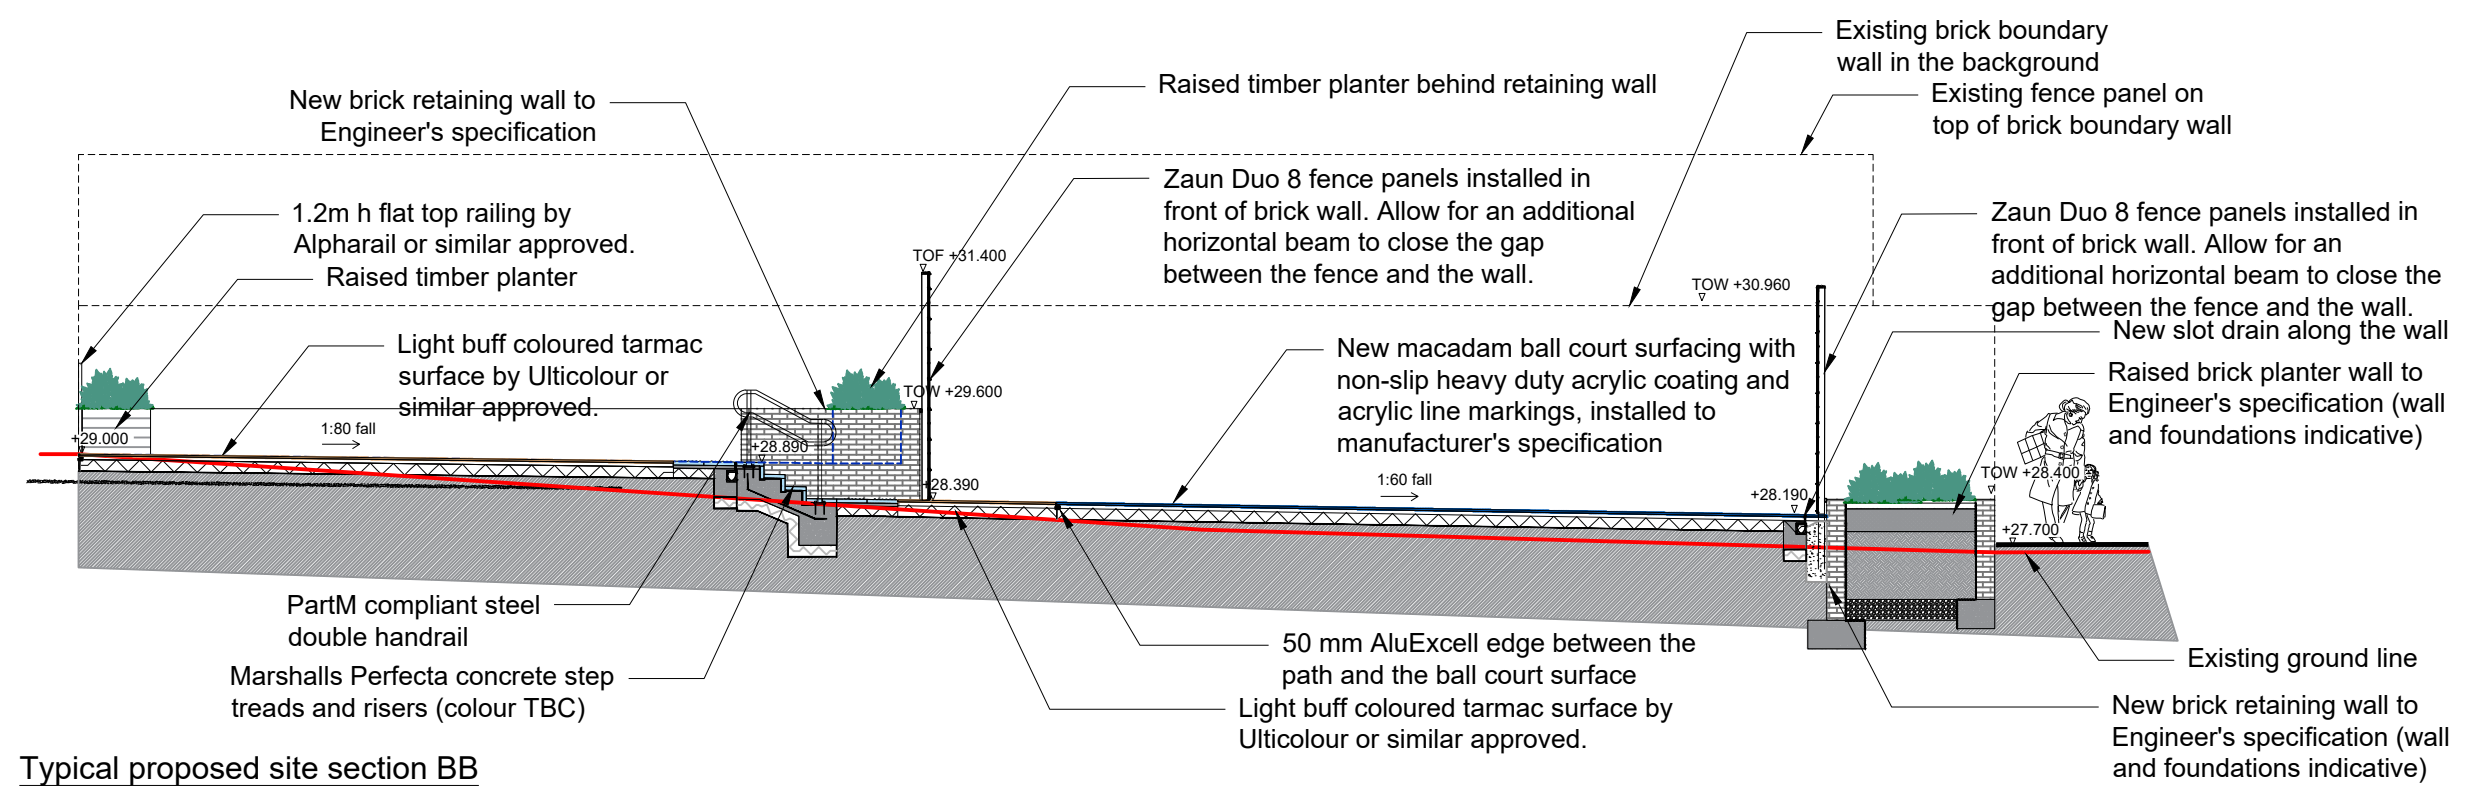 Existing brick boundary
wall in the background
Existing fence panel on
top of brick boundary wall
Raised timber planter behind retaining wall
New brick retaining wall to
Engineer's specification
Zaun Duo 8 fence panels installed in
front of brick wall. Allow for an additional
horizontal beam to close the gap
between the fence and the wall.
1.2m h flat top railing by
Alpharail or similar approved.
Raised timber planter
Zaun Duo 8 fence panels installed in
front of brick wall. Allow for an
additional horizontal beam to close the
gap between the fence and the wall.
TOF +31.400
TOW +30.960
New slot drain along the wall
Light buff coloured tarmac
surface by Ulticolour or
similar approved.
New macadam ball court surfacing with
non-slip heavy duty acrylic coating and
acrylic line markings, installed to
manufacturer's specification
Raised brick planter wall to
Engineer's specification (wall
and foundations indicative)
TOW +29.600
+29.000
1:80 fall
+28.890
+28.390
1:60 fall
+28.190
TOW +28.400
+27.700
PartM compliant steel
double handrail
Marshalls Perfecta concrete step
treads and risers (colour TBC)
50 mm AluExcell edge between the
path and the ball court surface
Light buff coloured tarmac surface by
Ulticolour or similar approved.
Existing ground line
New brick retaining wall to
Engineer's specification (wall
and foundations indicative)
Typical proposed site section BB